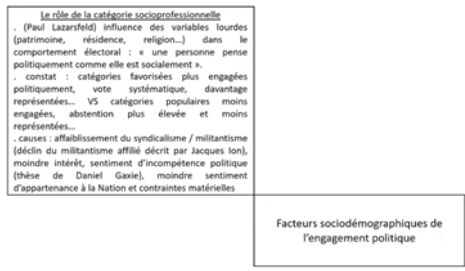 Le rôle de la catégorie socioprofessionnelle
. (Paul Lazarsfeld) influence des variables lourdes
(patrimoine, résidence, religion...) dans le
comportement électoral : « une personne pense
politiquement comme elle est socialement ».
. constat : catégories favorisées plus engagées
politiquement, vote systématique, davantage
représentées... VS catégories populaires moins
engagées, abstention plus élevée et moins
représentées...
. causes : affaiblissement du syndicalisme / militantisme
(déclin du militantisme affilié décrit par Jacques Ion),
moindre intérêt, sentiment d'incompétence politique
(thèse de Daniel Gaxie), moindre sentiment
d'appartenance à la Nation et contraintes matérielles
Facteurs sociodémographiques de
l'engagement politique